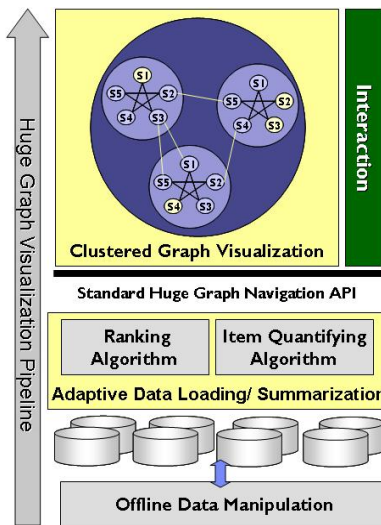 Huge Graph Visualization Pipeline
S1
S5 S2
S4 S3
S1
S5 S2
S4 S3
S1
S5 S2
S4 S3
Clustered Graph Visualization
Interaction
Standard Huge Graph Navigation API
Ranking
Algorithm
Item Quantifying
Algorithm
Adaptive Data Loading/ Summarization
Offline Data Manipulation